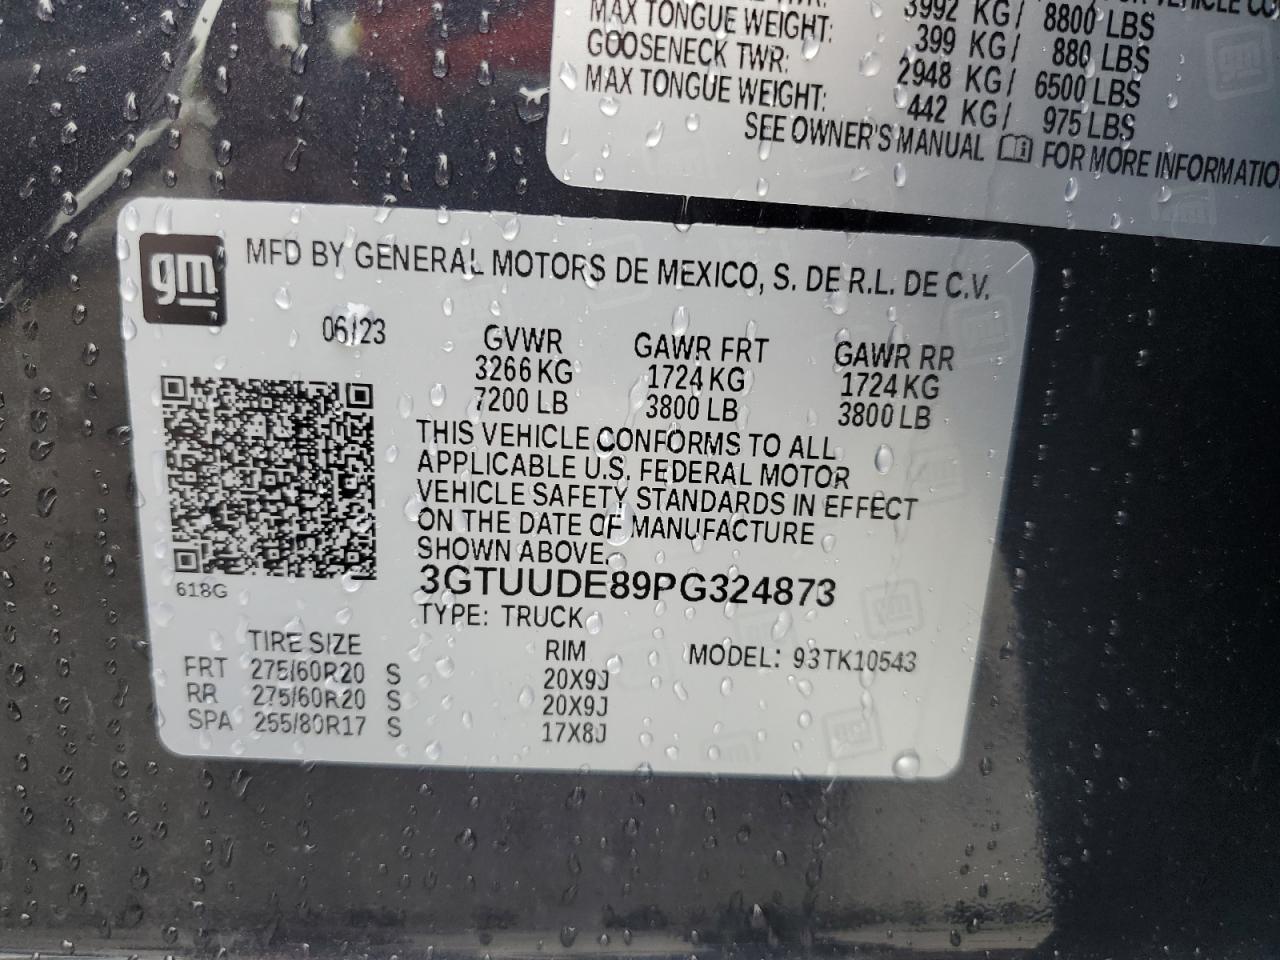 3992 KG/ 8800 LBS
MAX TONGUE WEIGHT: 399 KG/ 880 LBS
GOOSENECK TWR: 2948 KG/ 6500 LBS
MAX TONGUE WEIGHT: 442 KG/ 975 LBS
SEE OWNER'S MANUAL FOR MORE INFORMATIO
gm
MFD BY GENERAL MOTORS DE MEXICO, S. DE R.L. DE C.V.
06/23 GVWR GAWR FRT GAWR RR
3266 KG 1724 KG 1724 KG
7200 LB 3800 LB 3800 LB
THIS VEHICLE CONFORMS TO ALL
APPLICABLE U.S. FEDERAL MOTOR
VEHICLE SAFETY STANDARDS IN EFFECT
ON THE DATE OF MANUFACTURE
SHOWN ABOVE.
618G
3GTUUDE89PG324873
TYPE: TRUCK
TIRE SIZE RIM MODEL: 93TK10543
FRT 275/60R20 S 20X9J
RR 275/60R20 S 20X9J
SPA 255/80R17 S 17X8J